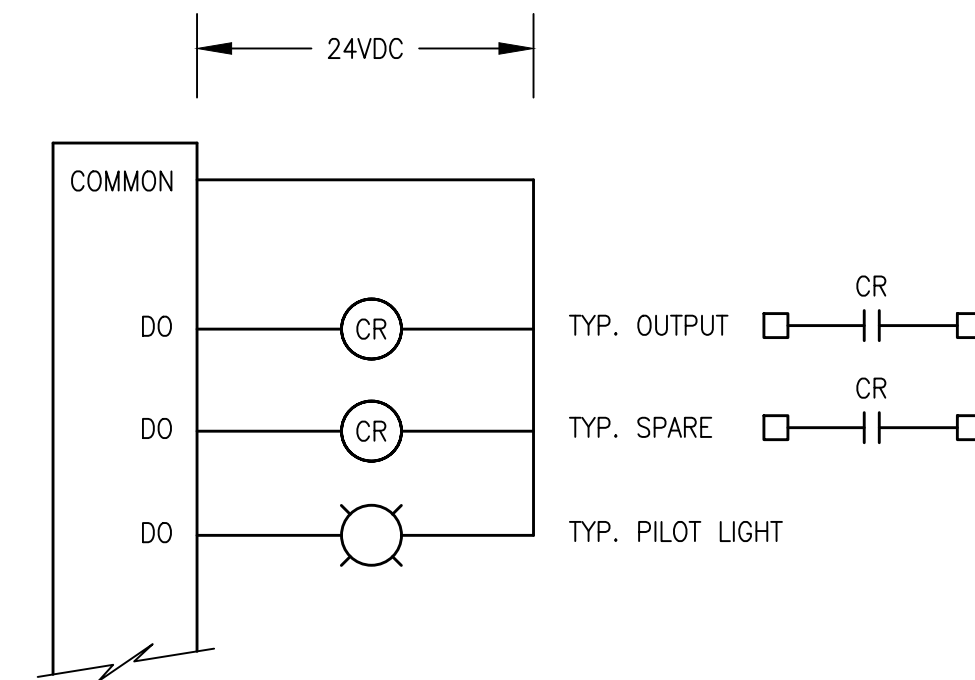 24VDC
COMMON
CR
DO
CR
TYP. OUTPUT
CR
DO
CR
TYP. SPARE
DO
TYP. PILOT LIGHT